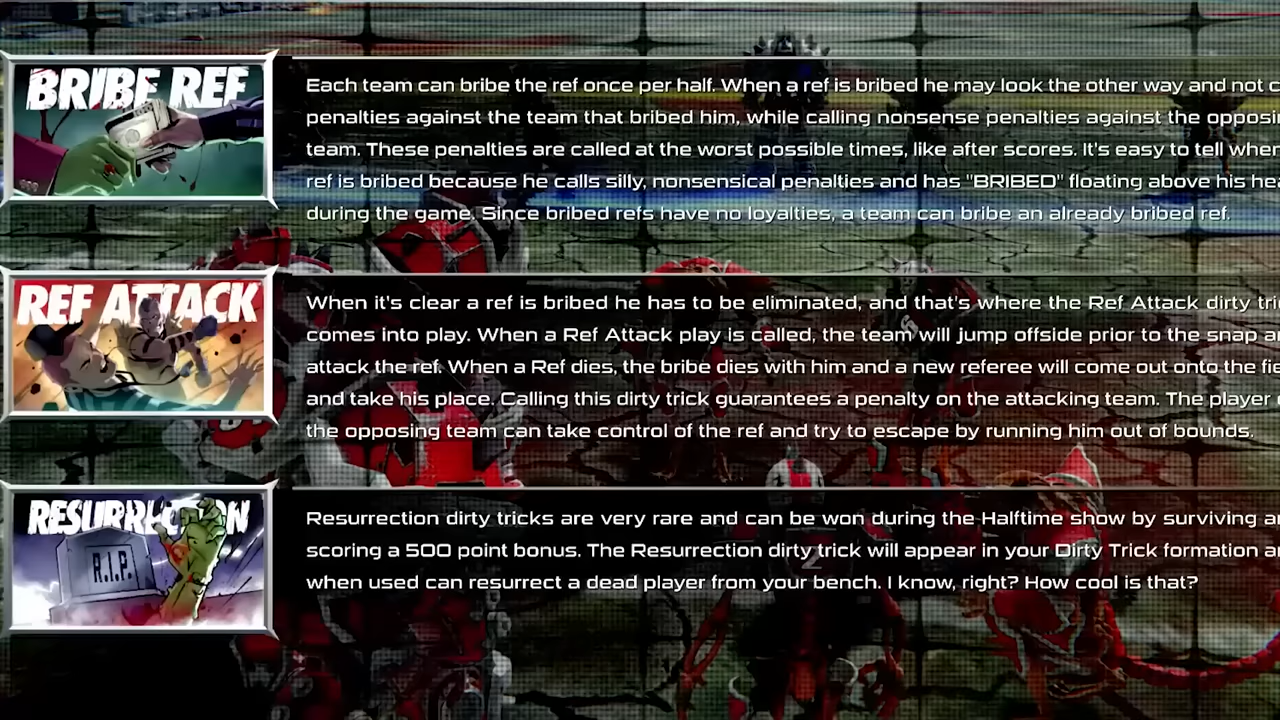 BRIBE REF
Each team can bribe the ref once per half. When a ref is bribed he may look the other way and not
penalties against the team that bribed him, while calling nonsense penalties against the
team. These penalties are called at the worst possible times, like after scores. It's easy to tell
ref is bribed because he calls silly, nonsensical penalties and has "BRIBED" floating above his
during the game. Since bribed refs have no loyalties, a team can bribe an already bribed ref.
REF ATTACK
When it's clear a ref is bribed he has to be eliminated, and that's where the Ref Attack dirty
comes into play. When a Ref Attack play is called, the team will jump offside prior to the snap
attack the ref. When a Ref dies, the bribe dies with him and a new referee will come out onto the
and take his place. Calling this dirty trick guarantees a penalty on the attacking team. The player
the opposing team can take control of the ref and try to escape by running him out of bounds.
RESURRECTION
R.I.P.
Resurrection dirty tricks are very rare and can be won during the Halftime show by surviving
scoring a 500 point bonus. The Resurrection dirty trick will appear in your Dirty Trick formation
when used can resurrect a dead player from your bench. I know, right? How cool is that?